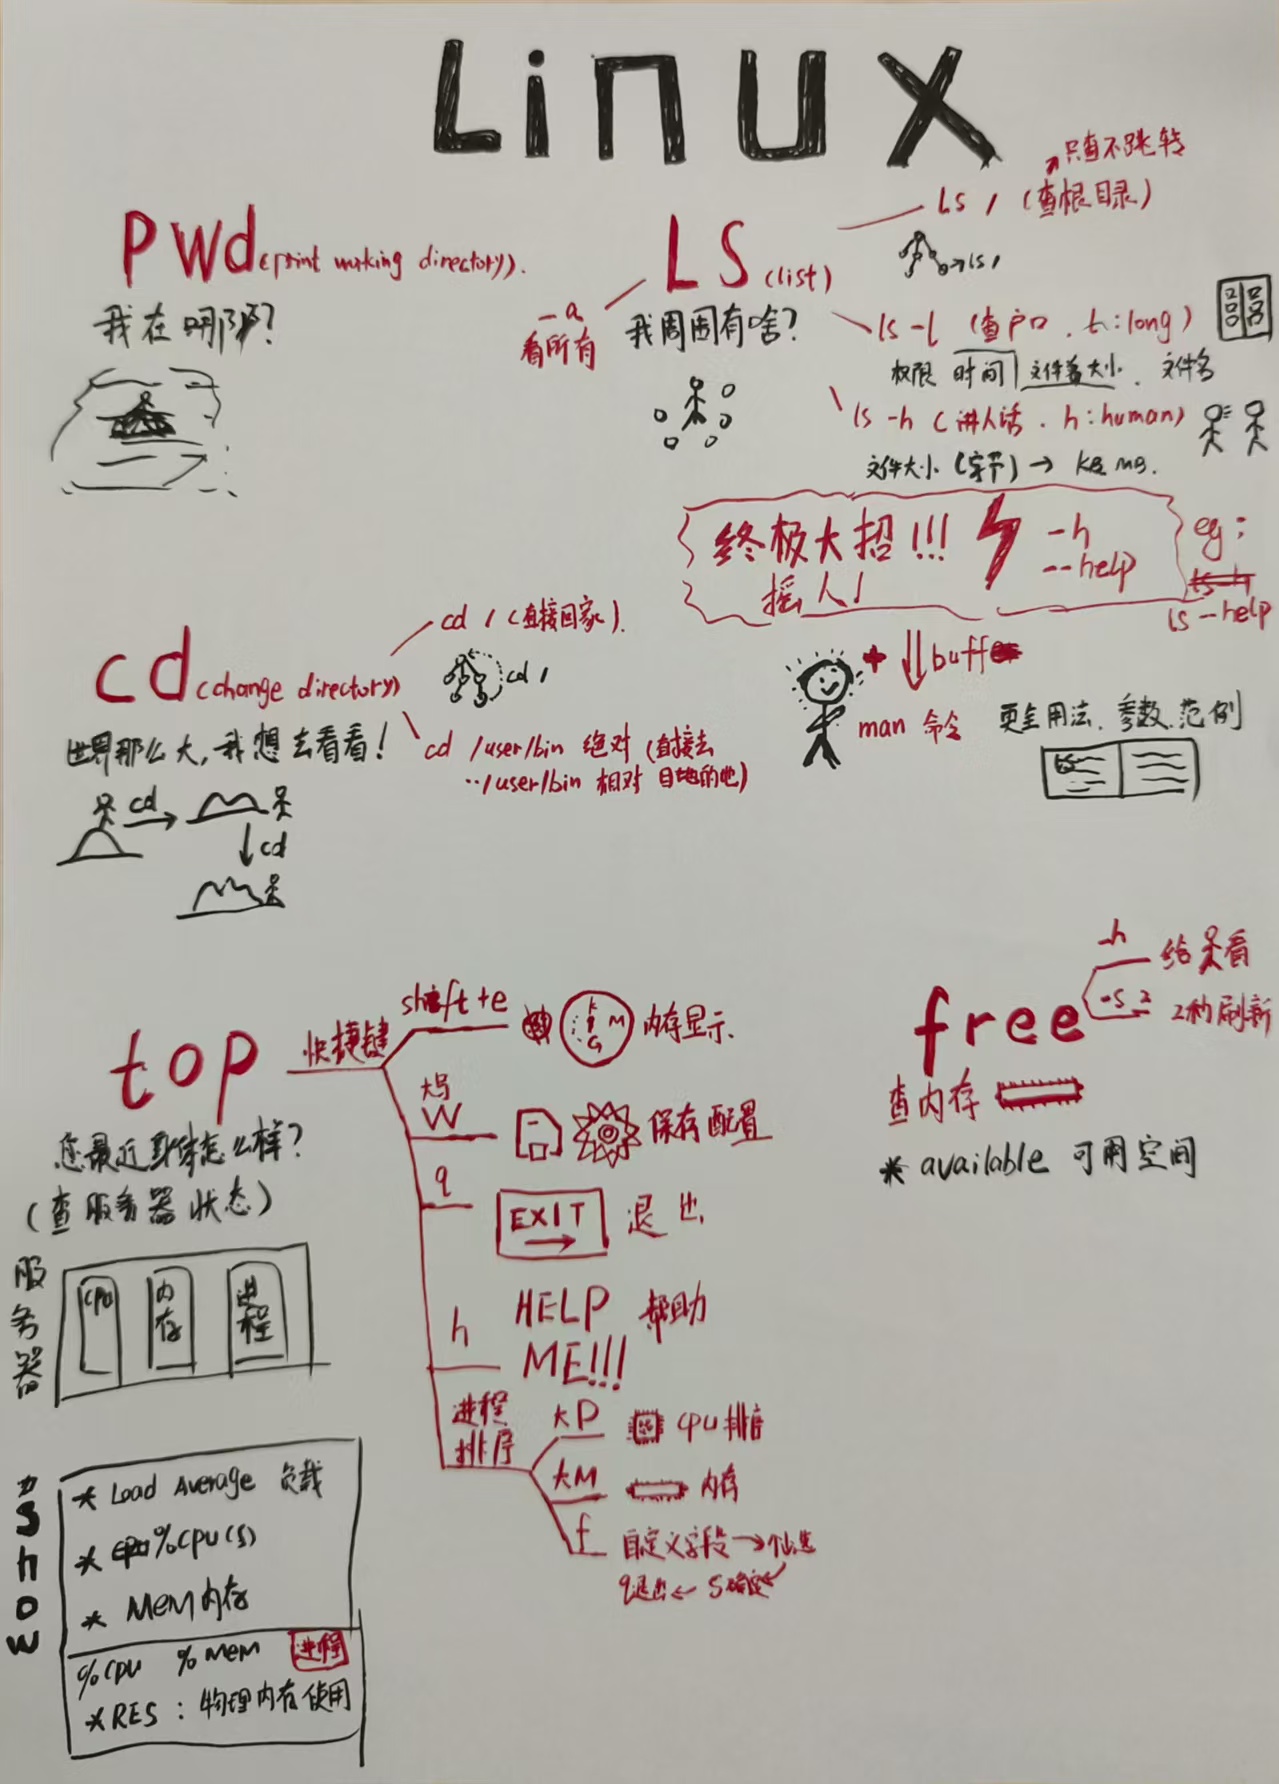 Linux
pwd (print working directory).
我在哪那?
LS (list)
我周围有啥?
-a
看所有
只查不跳转
Ls / (查根目录)
ls /
ls -l (查户口. l:long)
权限 时间 文件大小. 文件名
ls -h (讲人话. h:human)
文件大小 (字节) → KB MB.
终极大招!!!
摇人!
-h
--help
eg:
ls --help
buff
man 命令
更全用法、参数、范例
cd (change directory)
世界那么大,我想去看看!
cd
cd
cd / (直接回家).
cd /
cd /user/bin 绝对 (直接去
../user/bin 相对 目的地)
top
您最近身体怎么样?
(查服务器状态)
服务器
CPU
内存
进程
show
* Load Average 负载
* %CPU(s)
* MEM内存
%CPU %MEM 进程
*RES : 物理内存使用
快捷键
shift+e
K
M
G
内存显示.
大写
W
保存配置
q
EXIT
退出
h
HELP
ME!!!
帮助
进程
排序
大P
CPU排序
大M
内存
f
自定义字段 →
q退出 ← S确定
free
-h
给 看
-s 2
2秒刷新
查内存
* available 可用空间